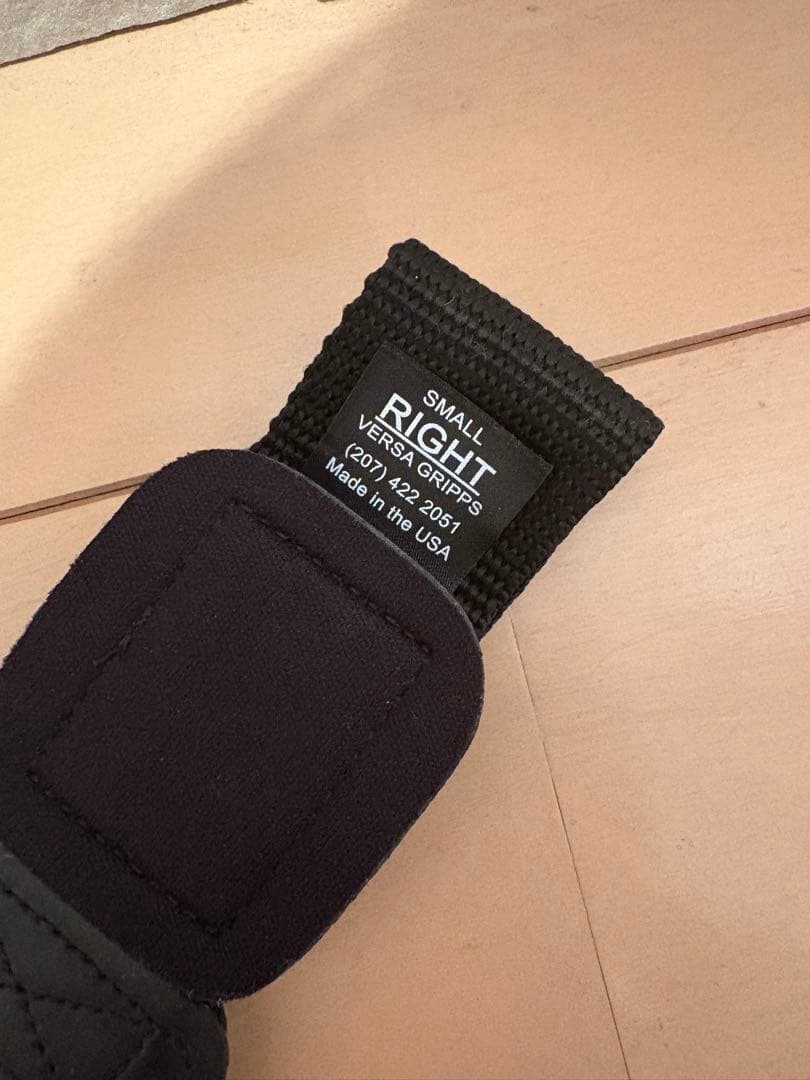 SMALL
RIGHT
VERSA GRIPPS
(207) 422 2051
Made in the USA